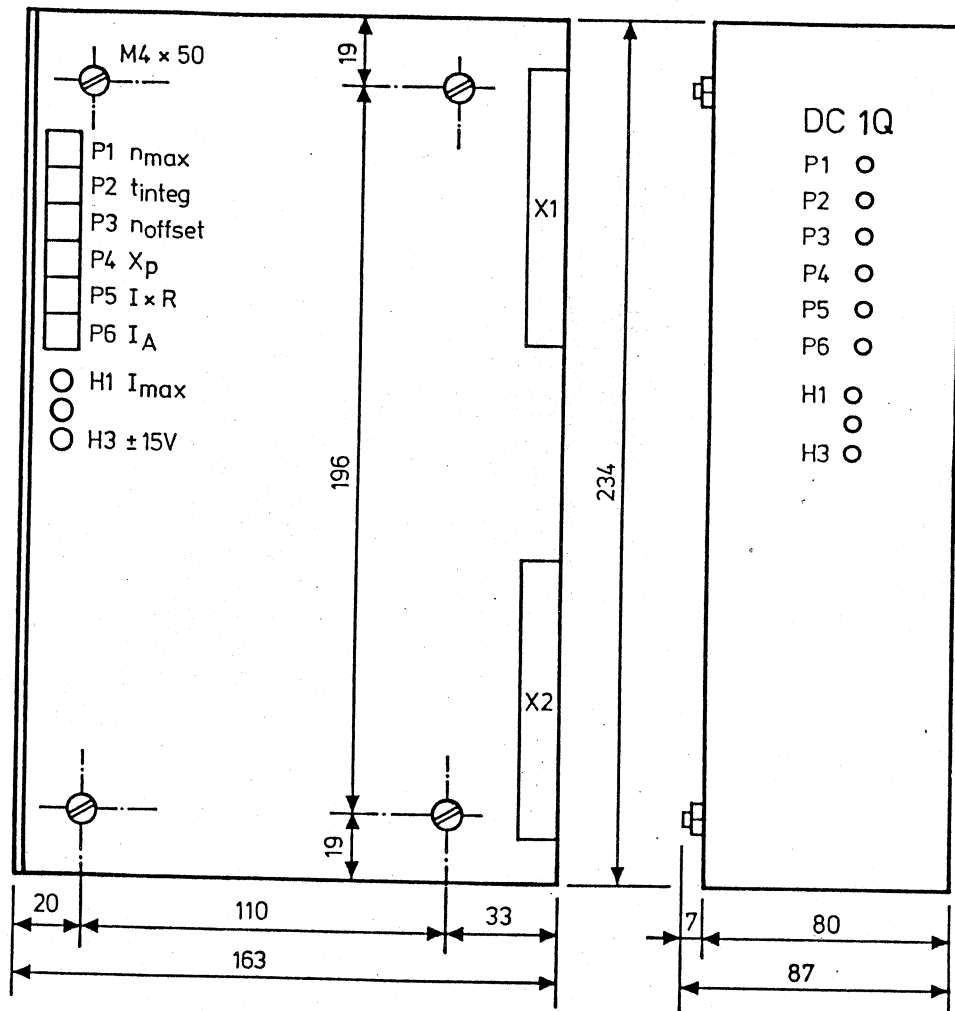 M4 × 50
19
P1 nmax
P2 tinteg
P3 noffset
P4 Xp
P5 I×R
P6 IA
H1 Imax
H3 ±15V
X1
196
X2
19
20
110
33
163
234
DC 1Q
P1
P2
P3
P4
P5
P6
H1
H3
7
80
87